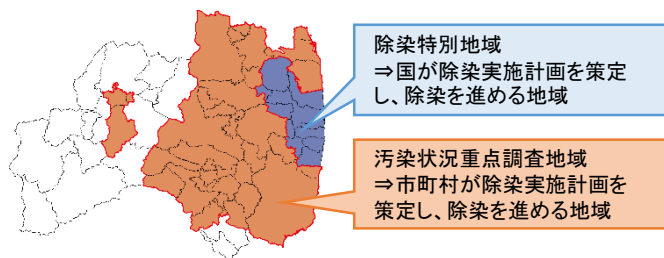 除染特別地域
⇒国が除染実施計画を策定
し、除染を進める地域
汚染状況重点調査地域
⇒市町村が除染実施計画を
策定し、除染を進める地域